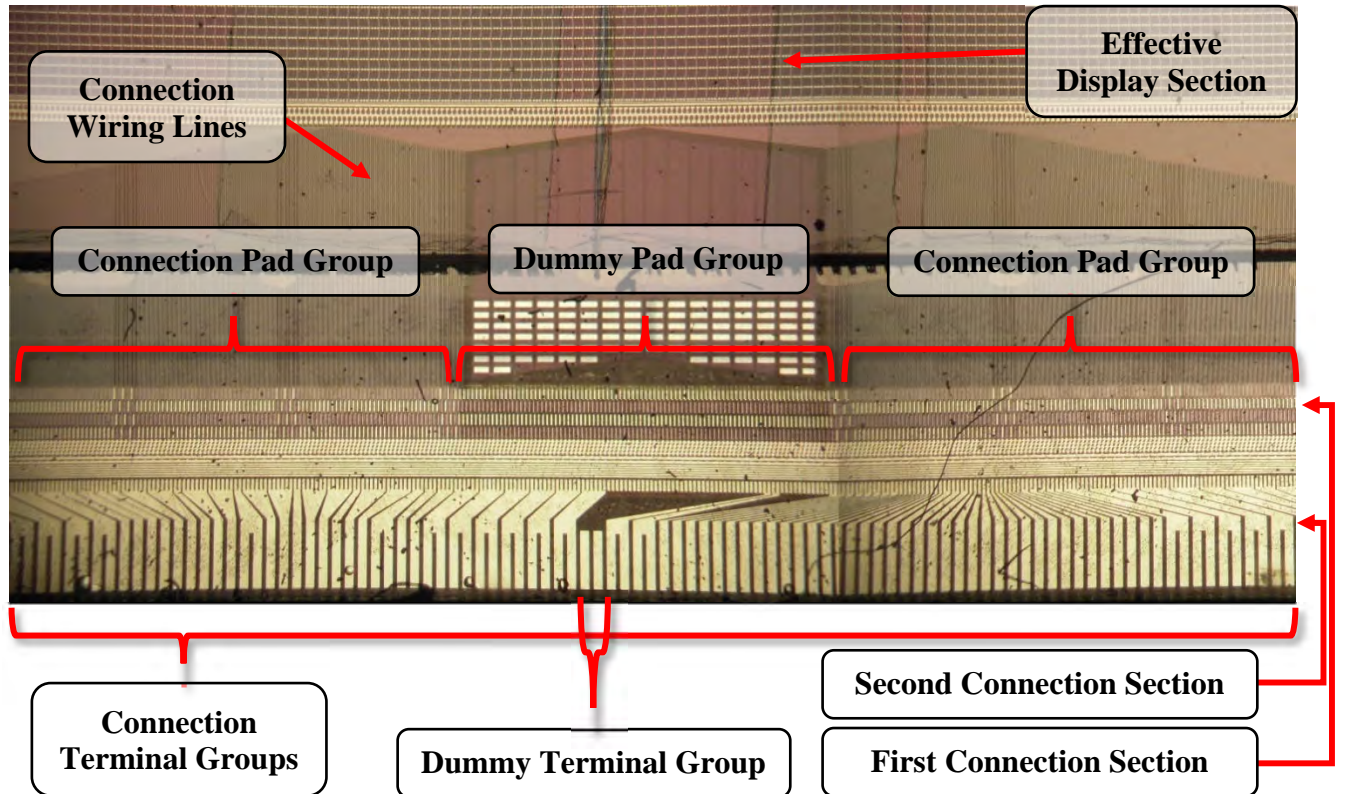 Effective
Display Section
Connection
Wiring Lines
Connection Pad Group
Dummy Pad Group
Connection Pad Group
Second Connection Section
Connection
Terminal Groups
Dummy Terminal Group
First Connection Section